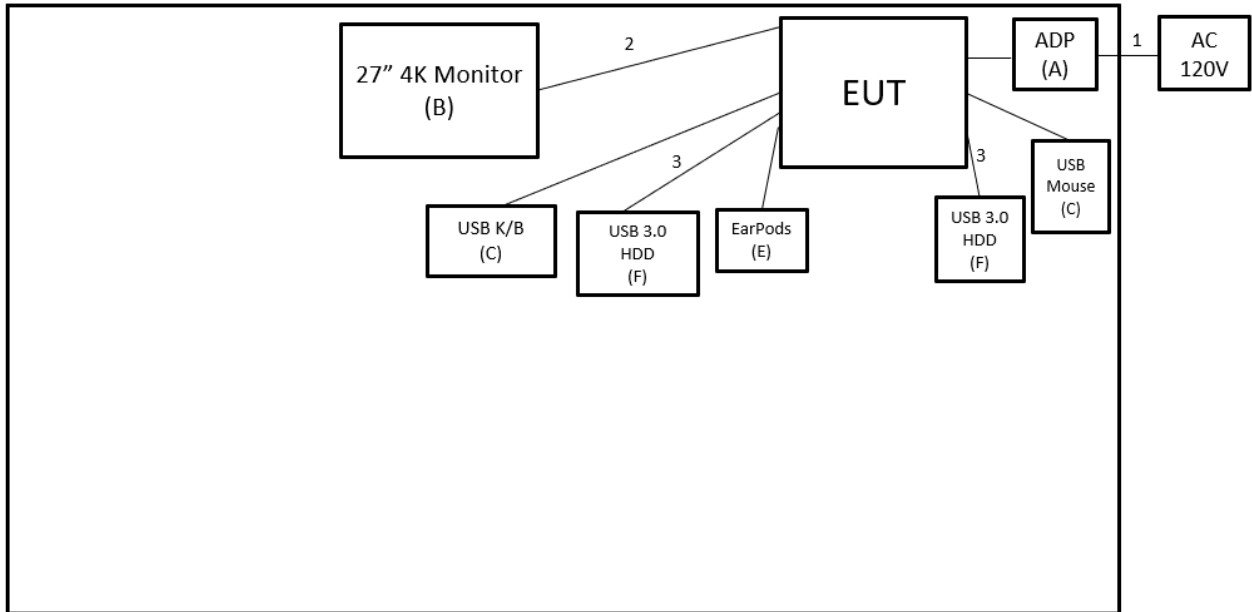 27” 4K Monitor
(B)
2
EUT
ADP
(A)
1
AC
120V
USB K/B
(C)
3
USB 3.0
HDD
(F)
EarPods
(E)
3
USB 3.0
HDD
(F)
USB
Mouse
(C)